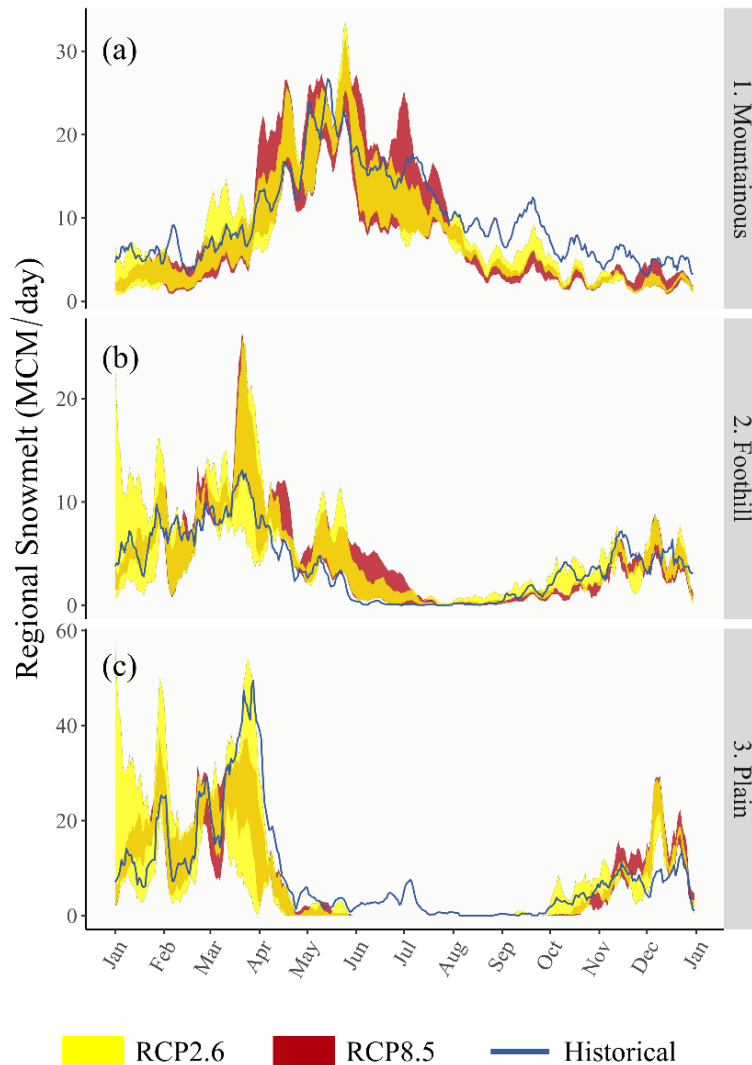 Regional Snowmelt (MCM/day)
(a)
30
20
10
0
1. Mountainous
(b)
20
10
0
2. Foothill
(c)
60
40
20
0
3. Plain
Jan Feb Mar Apr May Jun Jul Aug Sep Oct Nov Dec Jan
RCP2.6 RCP8.5 Historical